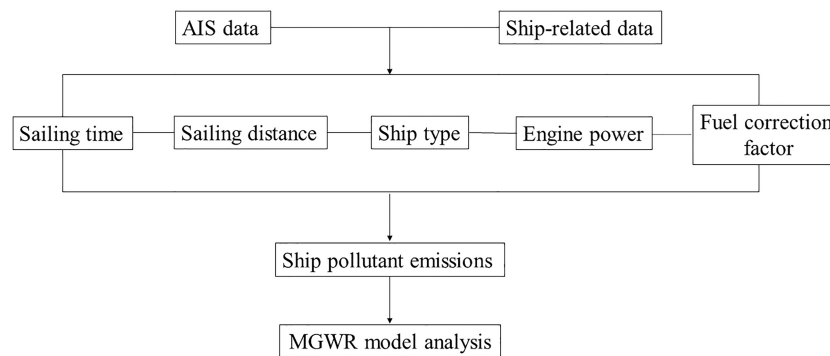 AIS data
Ship-related data
Sailing time
Sailing distance
Ship type
Engine power
Fuel correction
factor
Ship pollutant emissions
MGWR model analysis